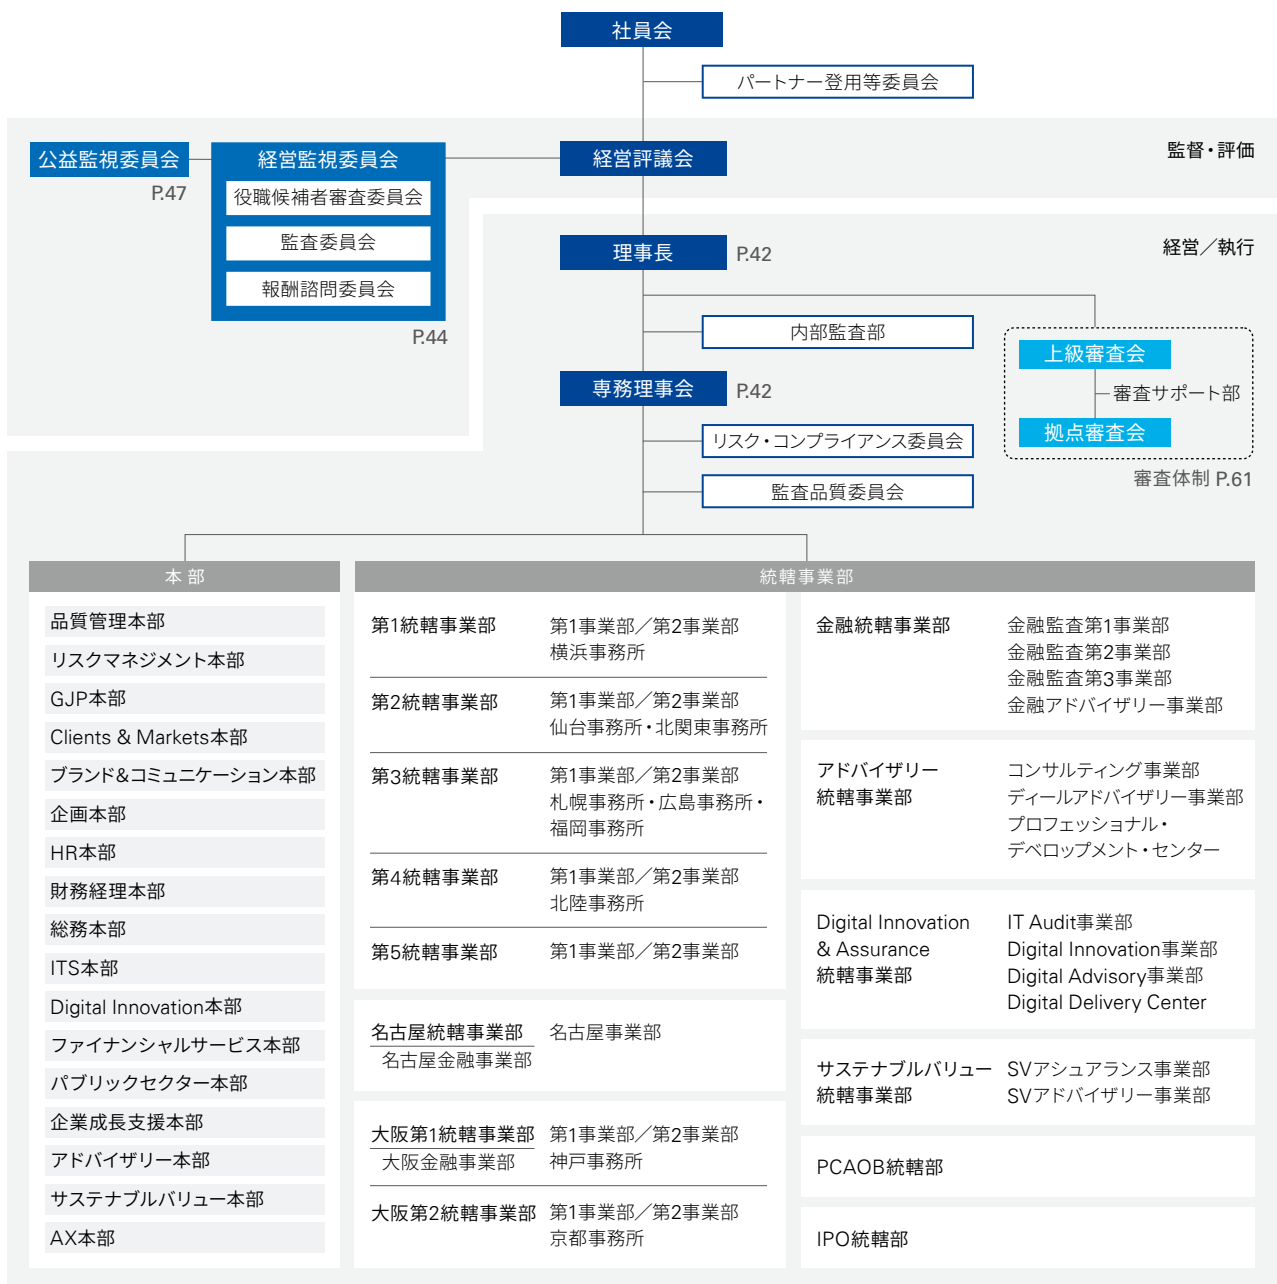 社員会
パートナー登用等委員会
監督・評価
公益監視委員会
P.47
経営監視委員会
役職候補者審査委員会
監査委員会
報酬諮問委員会
P.44
経営評議会
経営／執行
理事長
P.42
内部監査部
上級審査会
審査サポート部
拠点審査会
審査体制 P.61
専務理事会
P.42
リスク・コンプライアンス委員会
監査品質委員会
本部
品質管理本部
リスクマネジメント本部
GJP本部
Clients & Markets本部
ブランド&コミュニケーション本部
企画本部
HR本部
財務経理本部
総務本部
ITS本部
Digital Innovation本部
ファイナンシャルサービス本部
パブリックセクター本部
企業成長支援本部
アドバイザリー本部
サステナブルバリュー本部
AX本部
統轄事業部
第1統轄事業部
第1事業部／第2事業部
横浜事務所
第2統轄事業部
第1事業部／第2事業部
仙台事務所・北関東事務所
第3統轄事業部
第1事業部／第2事業部
札幌事務所・広島事務所・
福岡事務所
第4統轄事業部
第1事業部／第2事業部
北陸事務所
第5統轄事業部
第1事業部／第2事業部
名古屋統轄事業部
名古屋金融事業部
名古屋事業部
大阪第1統轄事業部
大阪金融事業部
第1事業部／第2事業部
神戸事務所
大阪第2統轄事業部
第1事業部／第2事業部
京都事務所
金融統轄事業部
金融監査第1事業部
金融監査第2事業部
金融監査第3事業部
金融アドバイザリー事業部
アドバイザリー
統轄事業部
コンサルティング事業部
ディールアドバイザリー事業部
プロフェッショナル・
デベロップメント・センター
Digital Innovation
& Assurance
統轄事業部
IT Audit事業部
Digital Innovation事業部
Digital Advisory事業部
Digital Delivery Center
サステナブルバリュー
統轄事業部
SVアシュアランス事業部
SVアドバイザリー事業部
PCAOB統轄部
IPO統轄部